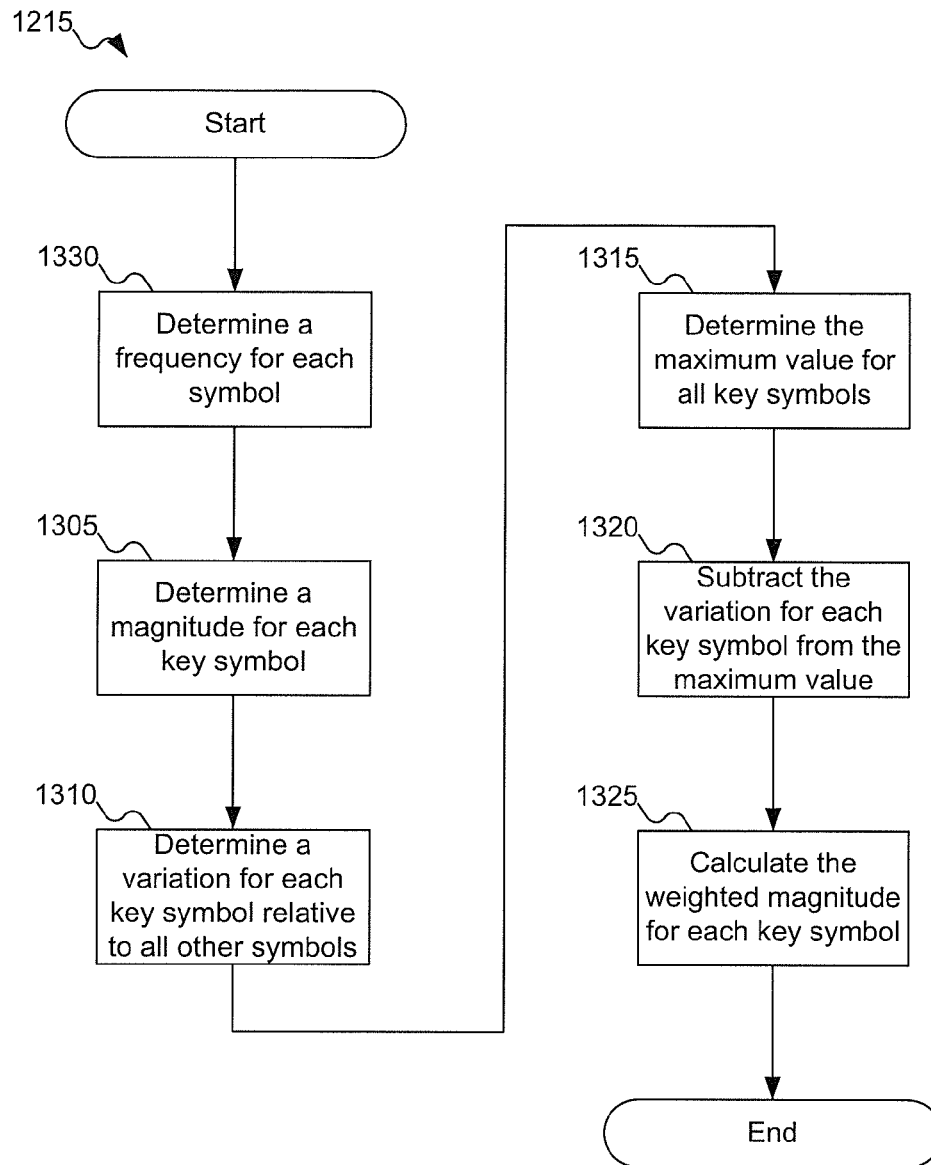 1215
Start
1330
Determine a
frequency for each
symbol
1305
Determine a
magnitude for each
key symbol
1310
Determine a
variation for each
key symbol relative
to all other symbols
1315
Determine the
maximum value for
all key symbols
1320
Subtract the
variation for each
key symbol from the
maximum value
1325
Calculate the
weighted magnitude
for each key symbol
End